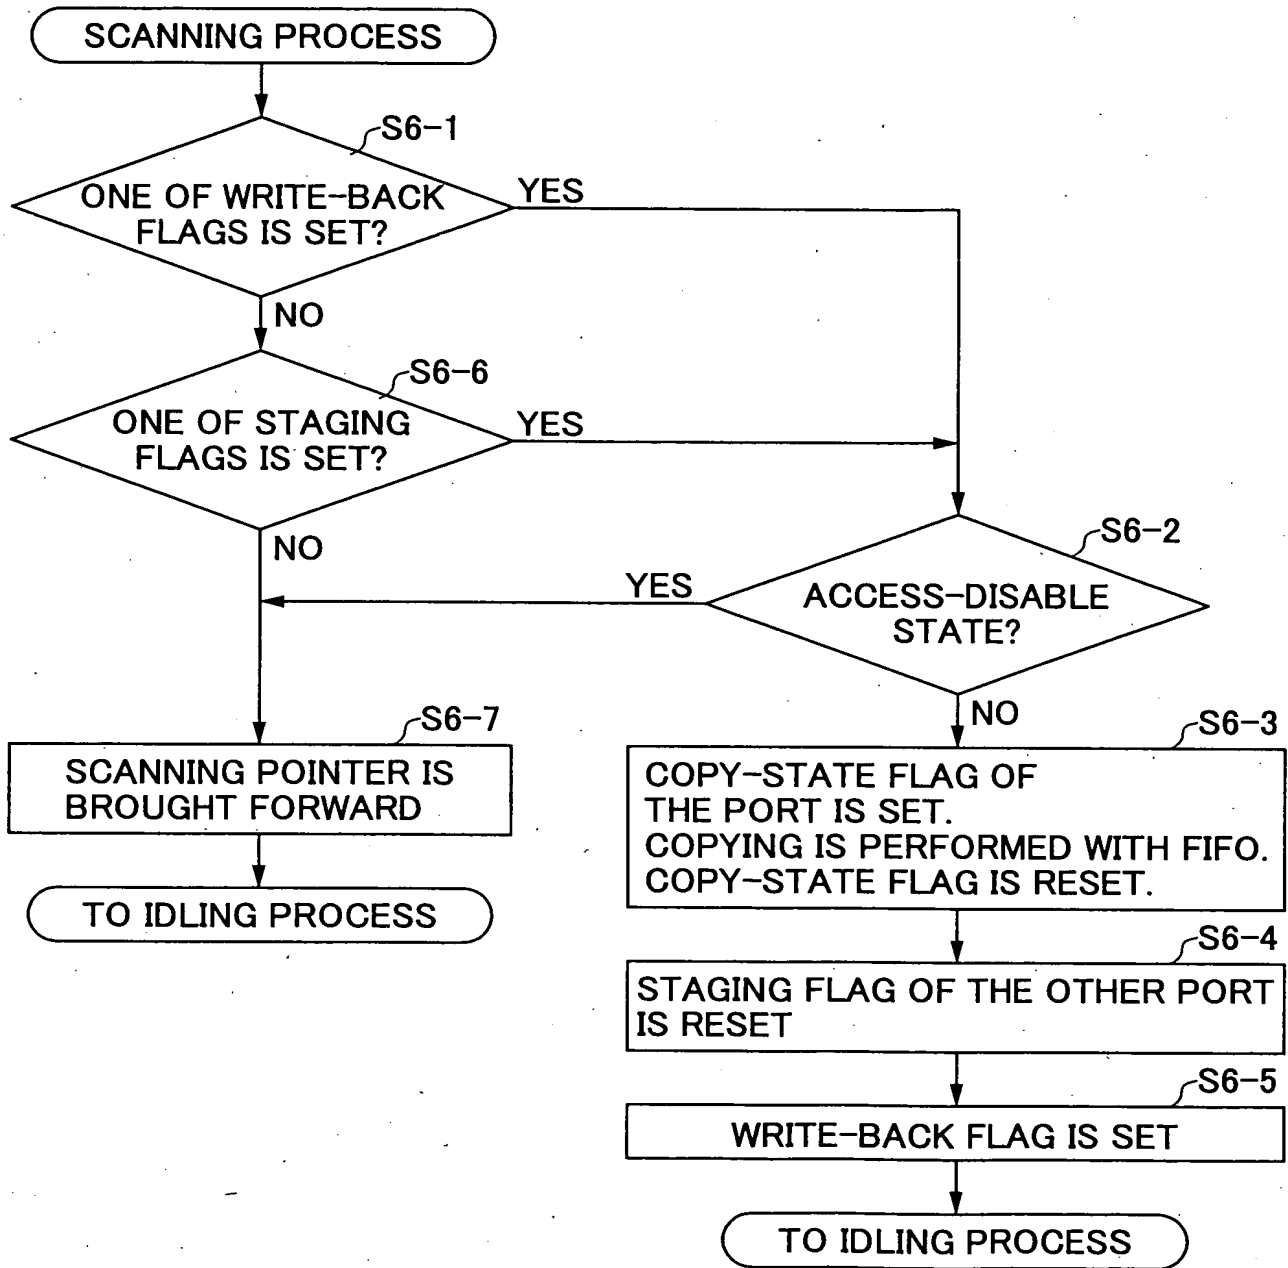 SCANNING PROCESS
S6-1
ONE OF WRITE-BACK
FLAGS IS SET?
YES
NO
S6-6
ONE OF STAGING
FLAGS IS SET?
YES
NO
S6-2
ACCESS-DISABLE
STATE?
YES
NO
S6-7
SCANNING POINTER IS
BROUGHT FORWARD
TO IDLING PROCESS
S6-3
COPY-STATE FLAG OF
THE PORT IS SET.
COPYING IS PERFORMED WITH FIFO.
COPY-STATE FLAG IS RESET.
S6-4
STAGING FLAG OF THE OTHER PORT
IS RESET
S6-5
WRITE-BACK FLAG IS SET
TO IDLING PROCESS